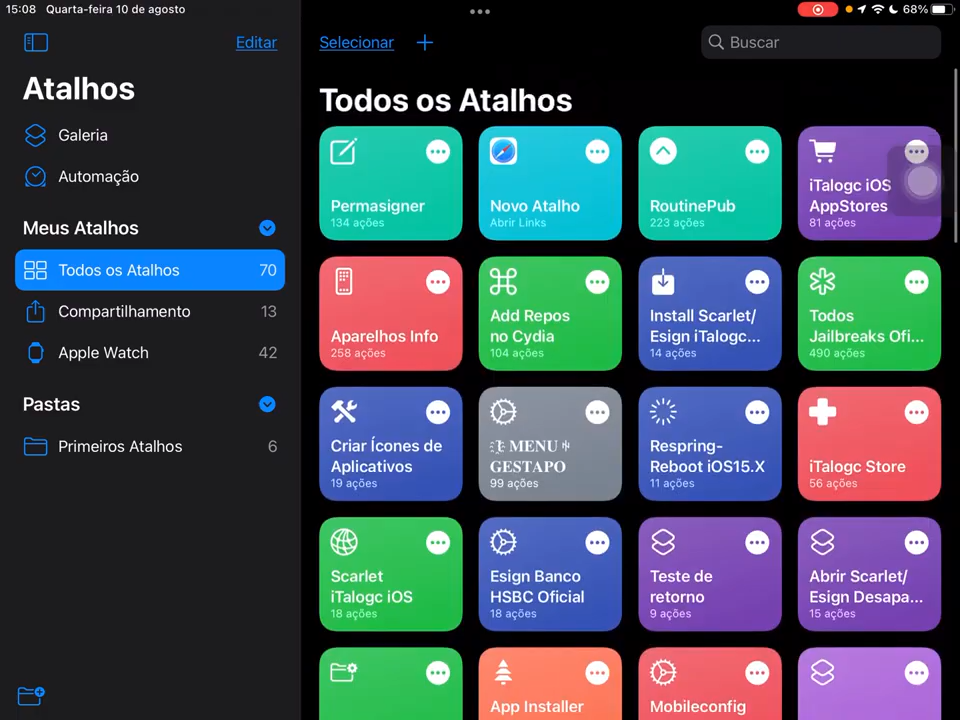 15:08 Quarta-feira 10 de agosto
68%
Editar
Selecionar
Buscar
Atalhos
Galeria
Automação
Meus Atalhos
Todos os Atalhos 70
Compartilhamento 13
Apple Watch 42
Pastas
Primeiros Atalhos 6
Todos os Atalhos
Permasigner
134 ações
Novo Atalho
Abrir Links
RoutinePub
223 ações
iTalogc iOS
AppStores
81 ações
Aparelhos Info
258 ações
Add Repos
no Cydia
104 ações
Install Scarlet/
Esign iTalogc...
14 ações
Todos
Jailbreaks Ofi...
490 ações
Criar Ícones de
Aplicativos
19 ações
MENU
GESTAPO
99 ações
Respring-
Reboot iOS15.X
11 ações
iTalogc Store
56 ações
Scarlet
iTalogc iOS
18 ações
Esign Banco
HSBC Oficial
18 ações
Teste de
retorno
9 ações
Abrir Scarlet/
Esign Desapa...
15 ações
App Installer
Mobileconfig